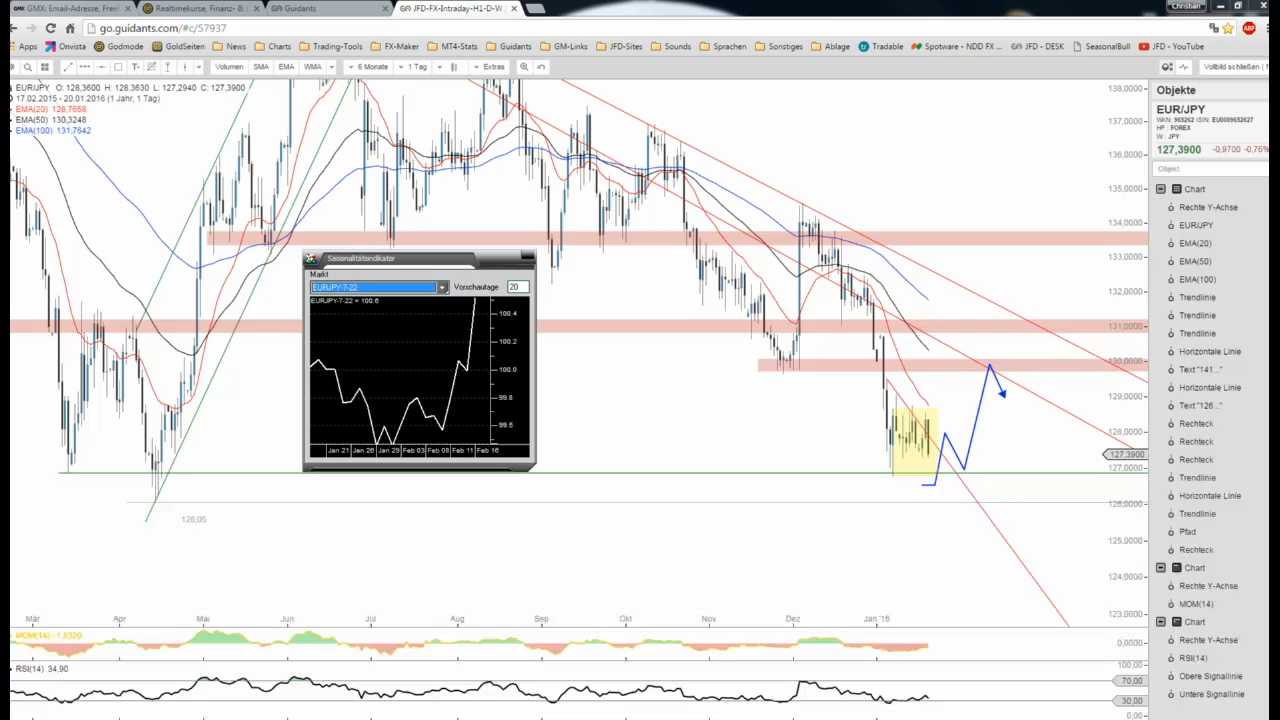 GMX: Email-Adresse, FreeM
Realtimekurse, Finanz- &
Guidants
JFD-FX-Intraday-H1-D-W
Christian
go.guidants.com/#c/57937
Apps
Onvista
Godmode
GoldSeiten
News
Charts
Trading-Tools
FX-Maker
MT4-Stats
Guidants
GM-Links
JFD-Sites
Sounds
Sprachen
Sonstiges
Ablage
Tradable
Spotware - NDD FX ...
JFD - DESK
SeasonalBull
JFD - YouTube
Volumen
SMA
EMA
WMA
6 Monate
1 Tag
Extras
Vollbild schließen ( f
EUR/JPY O: 128,3600 H: 128,3630 L: 127,2940 C: 127,3900
17.02.2015 - 20.01.2016 (1 Jahr, 1 Tag)
EMA(20) 128,7658
EMA(50) 130,3248
EMA(100) 131,7642
138,0000
137,0000
136,0000
135,0000
134,0000
133,0000
132,0000
131,0000
130,0000
129,0000
128,0000
127,3900
127,0000
126,0000
125,0000
124,0000
123,0000
Saisonalitätsindikator
Markt
EURJPY-7-22
Vorschautage
20
EURJPY-7-22 = 100.6
100.4
100.2
100.0
99.8
99.6
Jan 21
Jan 26
Jan 29
Feb 03
Feb 08
Feb 11
Feb 16
Mär
Apr
Mai
Jun
Jul
Aug
Sep
Okt
Nov
Dez
Jan '16
MOM(14) -1,0320
0,0000
RSI(14) 34,90
100,00
70,00
30,00
0,00
Objekte
EUR/JPY
WKN: 965262 ISIN: EU0009652627
HP : FOREX
W : JPY
127,3900 -0,9700 -0,76%
Objekt
Chart
Rechte Y-Achse
EUR/JPY
EMA(20)
EMA(50)
EMA(100)
Trendlinie
Trendlinie
Trendlinie
Horizontale Linie
Text "141..."
Horizontale Linie
Text "126..."
Rechteck
Rechteck
Rechteck
Trendlinie
Horizontale Linie
Trendlinie
Pfad
Rechteck
Chart
Rechte Y-Achse
MOM(14)
Chart
Rechte Y-Achse
RSI(14)
Obere Signallinie
Untere Signallinie